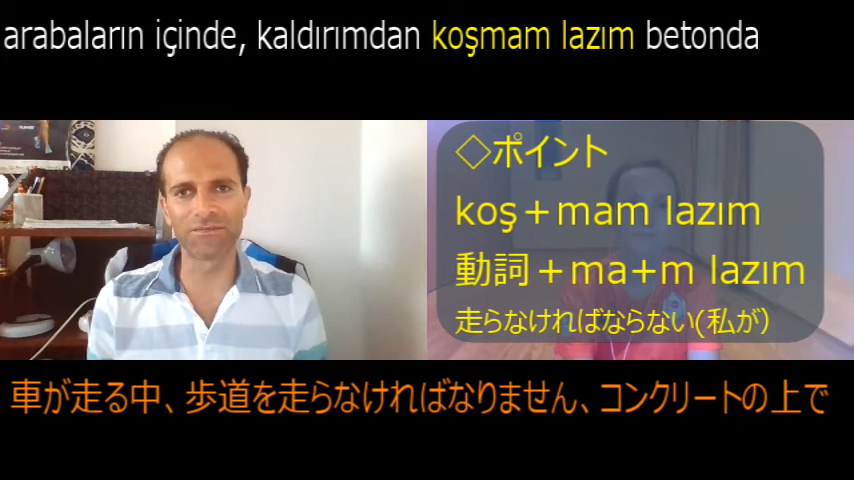 arabaların içinde, kaldırımdan koşmam lazım betonda
◇ポイント
koş＋mam lazım
動詞＋ma+m lazım
走らなければならない(私が)
車が走る中、歩道を走らなければなりません、コンクリートの上で